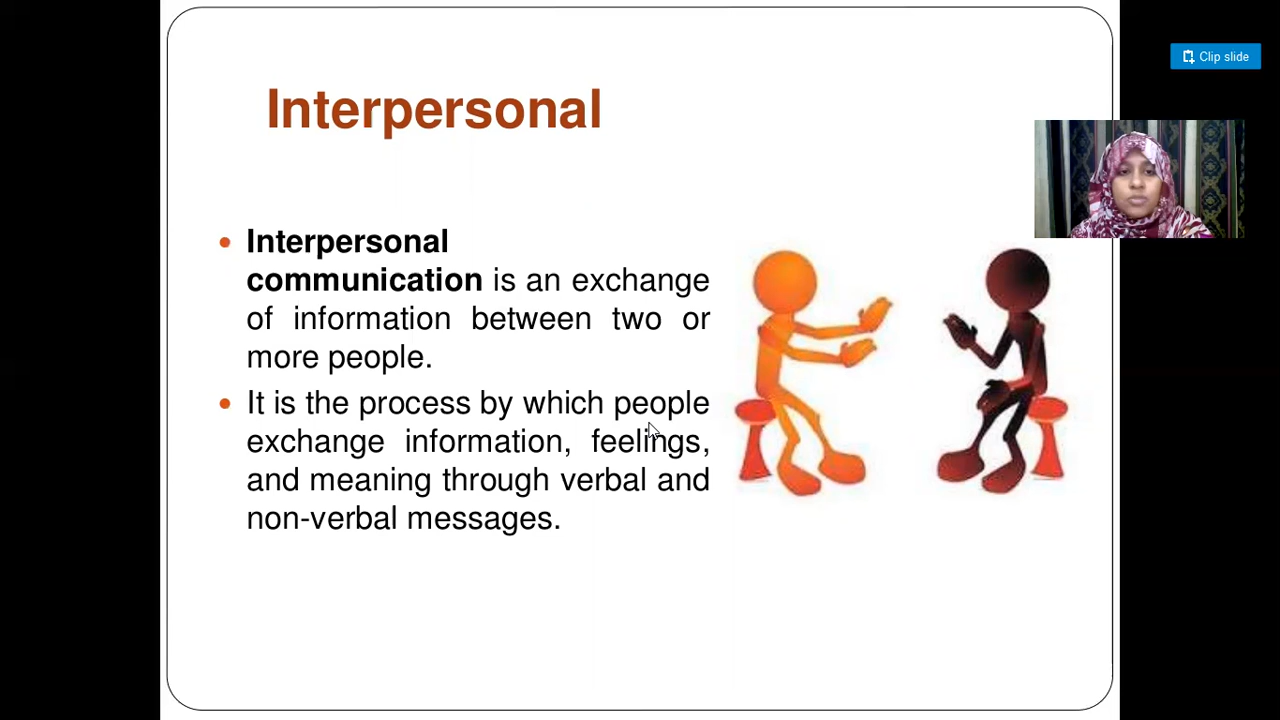 Clip slide
Interpersonal
• Interpersonal
communication is an exchange
of information between two or
more people.
• It is the process by which people
exchange information, feelings,
and meaning through verbal and
non-verbal messages.